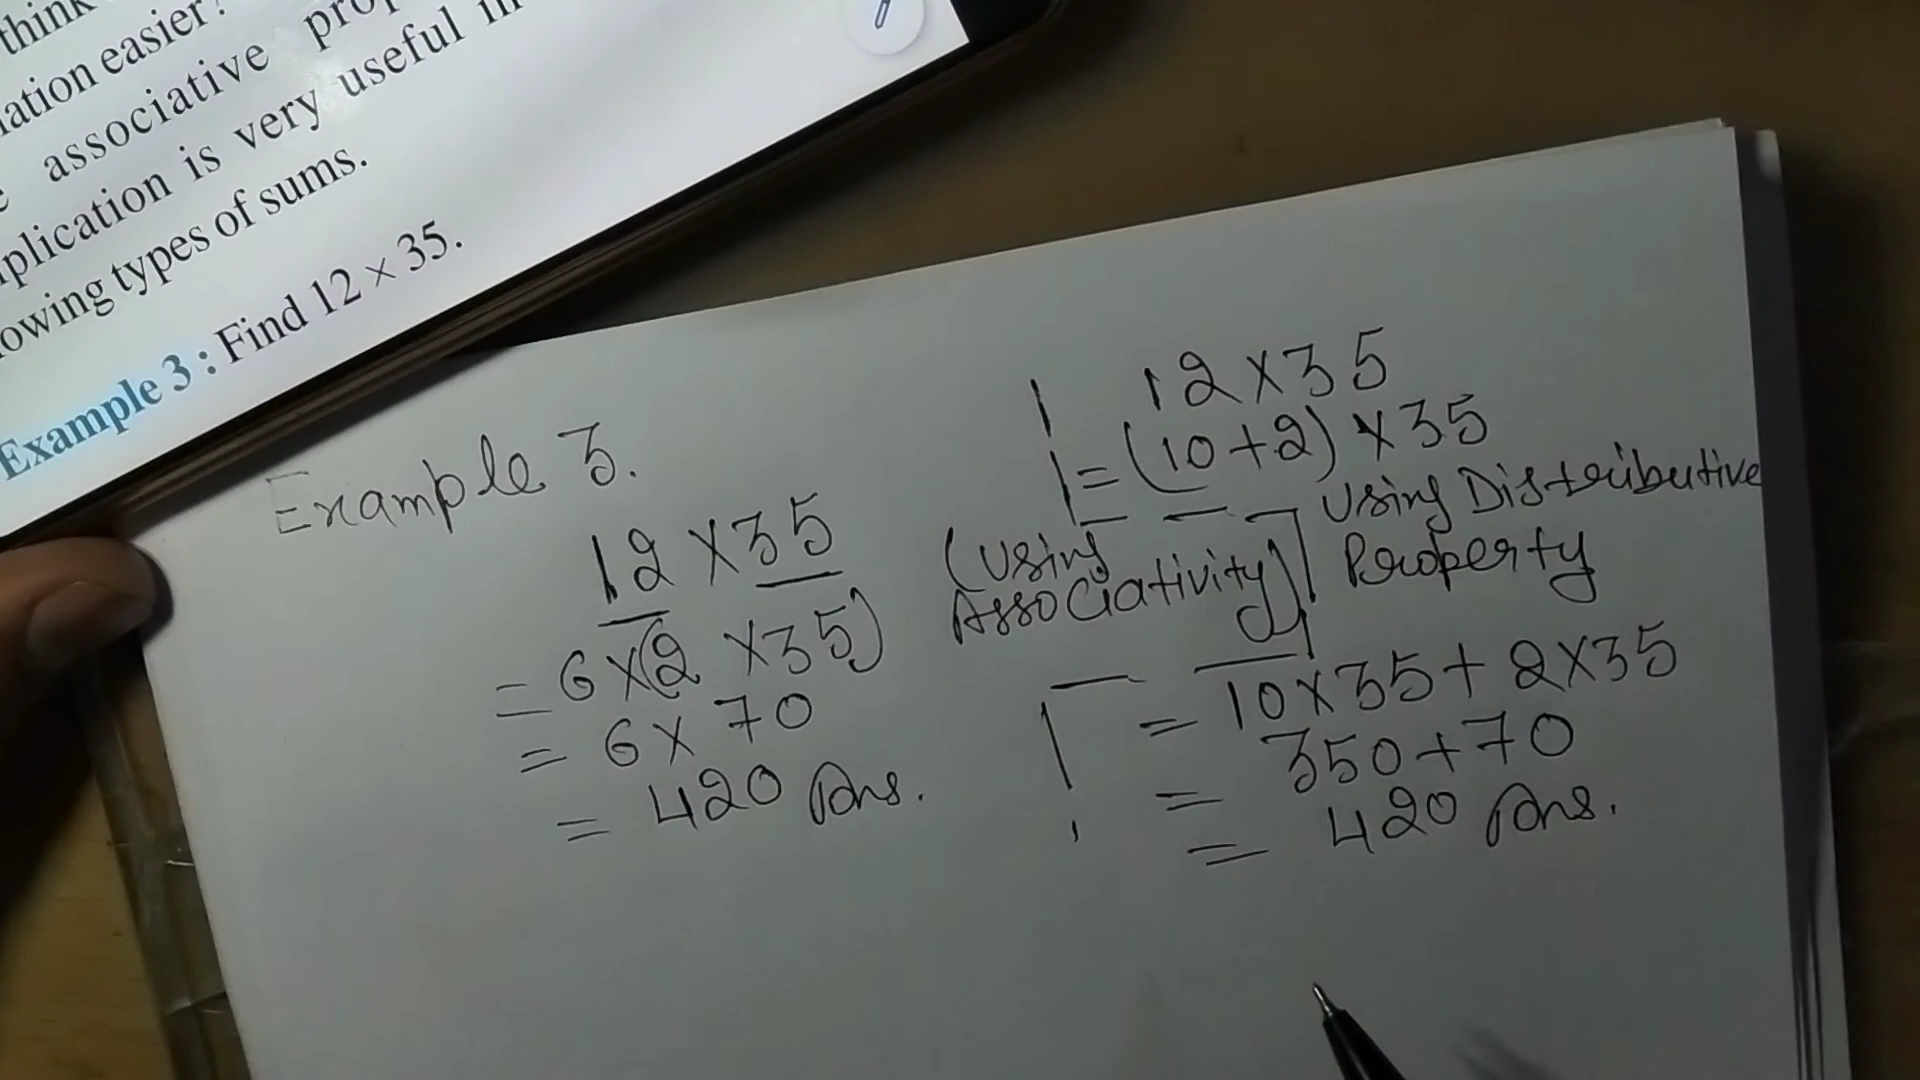 think
lation easier?
associative
plication is very useful in
owing types of sums.
Example 3 : Find 12 × 35.
Example 3.
12 × 35
= 6 × (2 × 35)
= 6 × 70
= 420 Ans.
(Using
Associativity)
12 × 35
= (10 + 2) × 35
Using Distributive
Property
= 10 × 35 + 2 × 35
= 350 + 70
= 420 Ans.